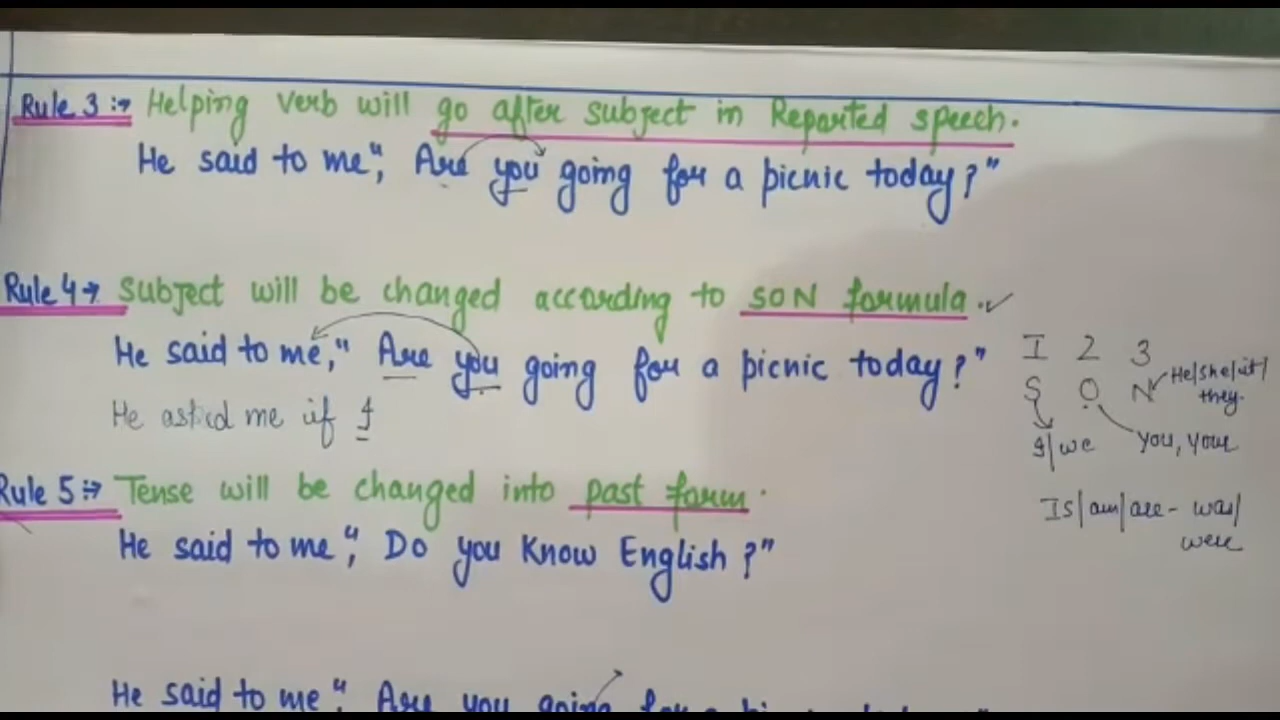 Rule 3 :→ Helping verb will go after subject in Reported speech.
He said to me", Are you going for a picnic today?"
Rule 4 → Subject will be changed according to SON formula.
He said to me," Are you going for a picnic today?"
He asked me if I
I 2 3
S O N He/she/it/
they
I/we you, your
Rule 5 :→ Tense will be changed into past form.
Is/am/are - was/
were
He said to me", Do you Know English?"
He said to me", Are you going for a picnic